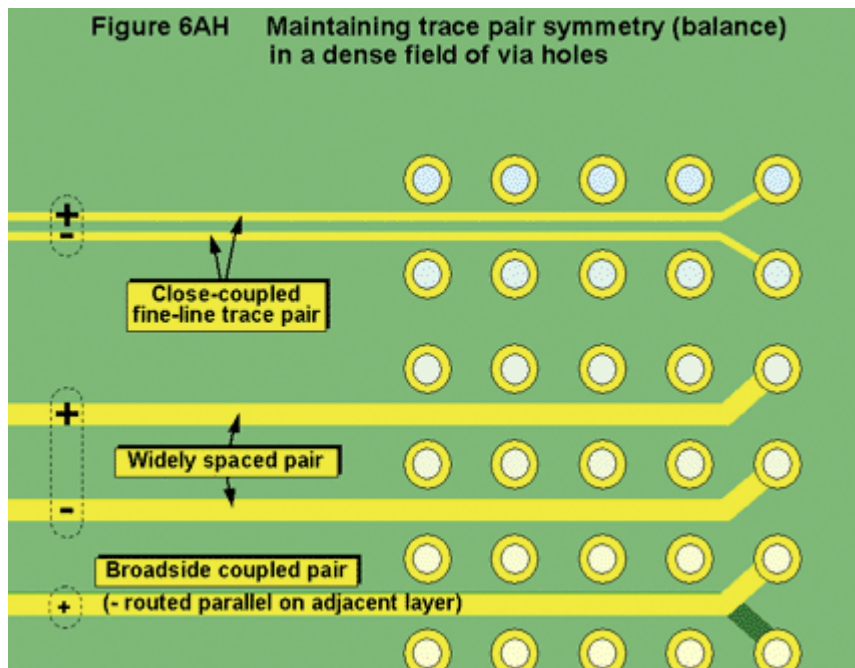 Figure 6AH Maintaining trace pair symmetry (balance)
in a dense field of via holes
+
-
Close-coupled
fine-line trace pair
+
Widely spaced pair
-
Broadside coupled pair
+ (- routed parallel on adjacent layer)